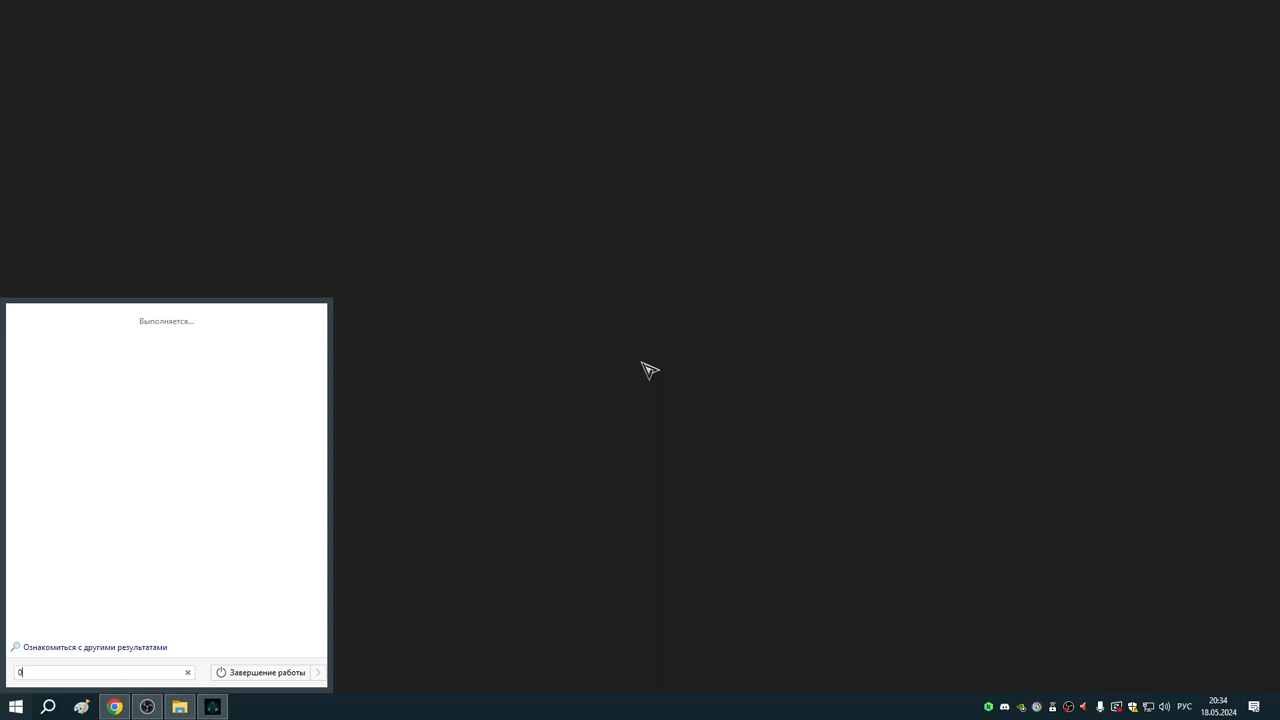 Выполняется...
Ознакомиться с другими результатами
0
Завершение работы
РУС
20:34
18.05.2024